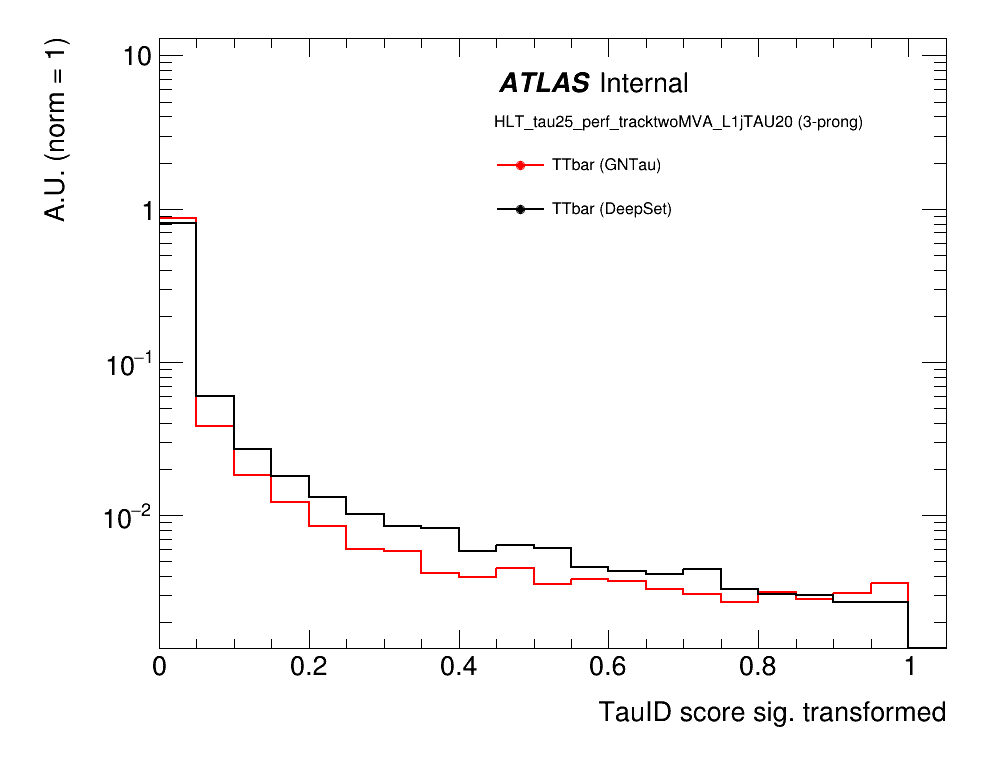 A.U. (norm = 1)
10
1
10⁻¹
10⁻²
ATLAS Internal
HLT_tau25_perf_tracktwoMVA_L1jTAU20 (3-prong)
TTbar (GNTau)
TTbar (DeepSet)
0 0.2 0.4 0.6 0.8 1
TauID score sig. transformed